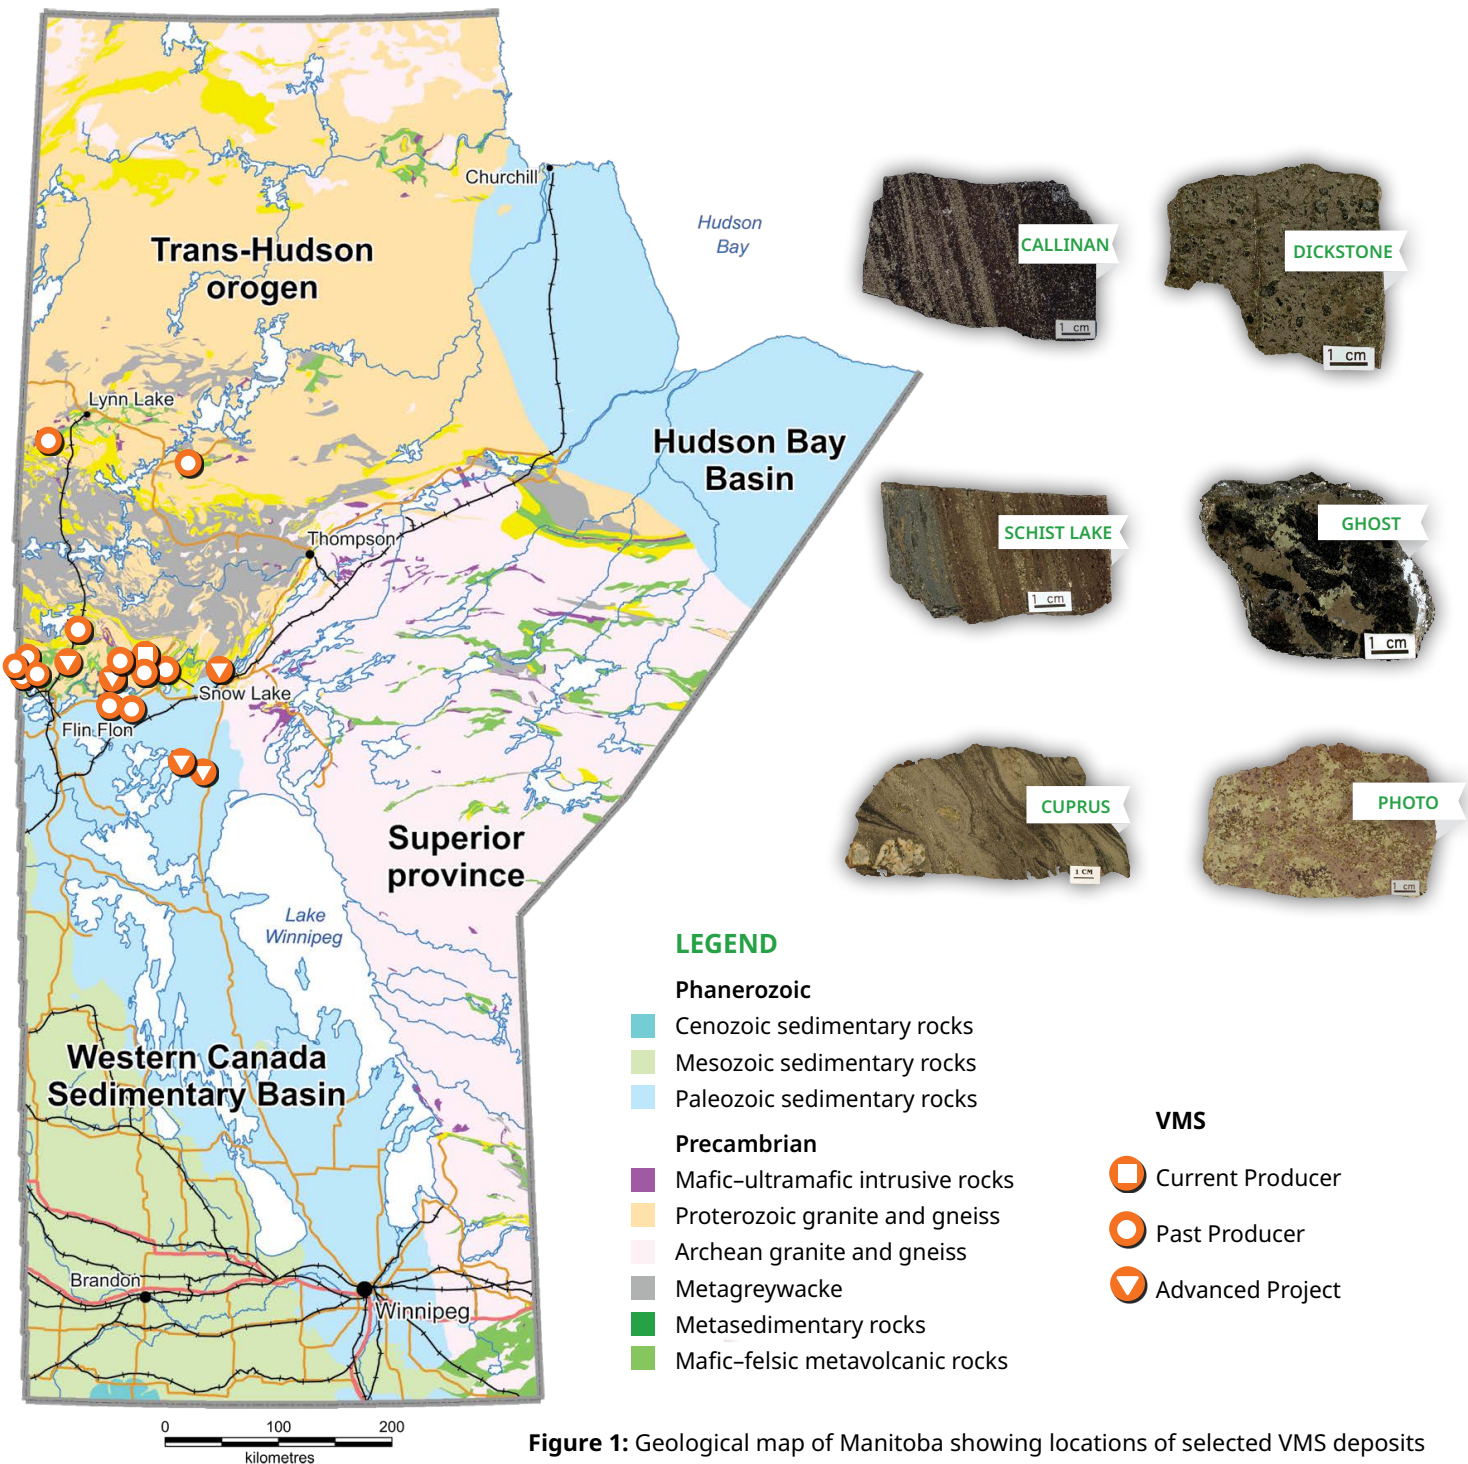 Churchill
Hudson
Bay
Trans-Hudson
orogen
Lynn Lake
Hudson Bay
Basin
Thompson
Snow Lake
Flin Flon
Superior
province
Lake
Winnipeg
Western Canada
Sedimentary Basin
Brandon
Winnipeg
0 100 200
kilometres
CALLINAN
1 cm
DICKSTONE
1 cm
SCHIST LAKE
1 cm
GHOST
1 cm
CUPRUS
1 CM
PHOTO
1 cm
LEGEND
Phanerozoic
Cenozoic sedimentary rocks
Mesozoic sedimentary rocks
Paleozoic sedimentary rocks
Precambrian
Mafic–ultramafic intrusive rocks
Proterozoic granite and gneiss
Archean granite and gneiss
Metagreywacke
Metasedimentary rocks
Mafic–felsic metavolcanic rocks
VMS
Current Producer
Past Producer
Advanced Project
Figure 1: Geological map of Manitoba showing locations of selected VMS deposits